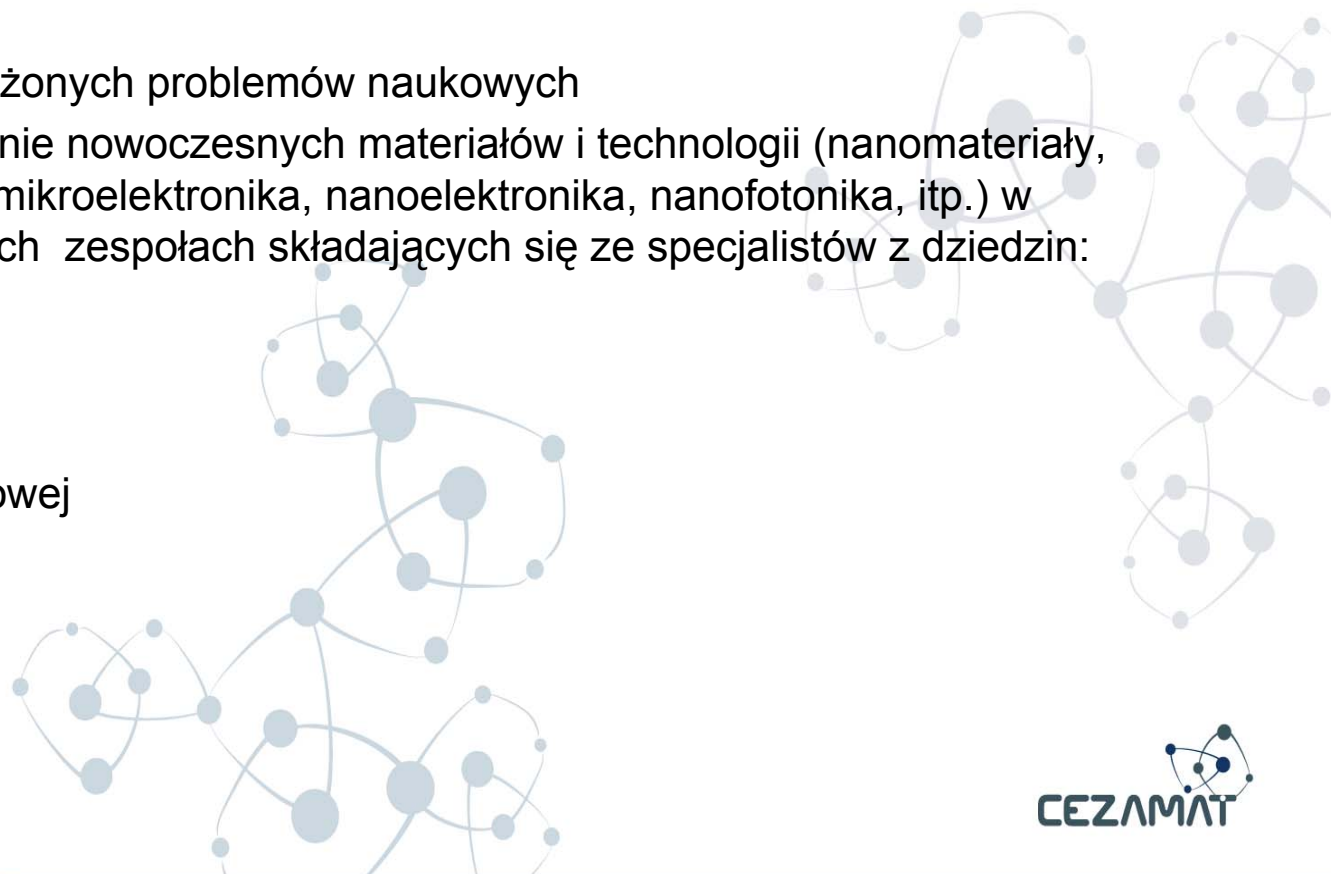 żonych problemów naukowych
nie nowoczesnych materiałów i technologii (nanomateriały,
mikroelektronika, nanoelektronika, nanofotonika, itp.) w
ch zespołach składających się ze specjalistów z dziedzin:
owej
CEZAMAT